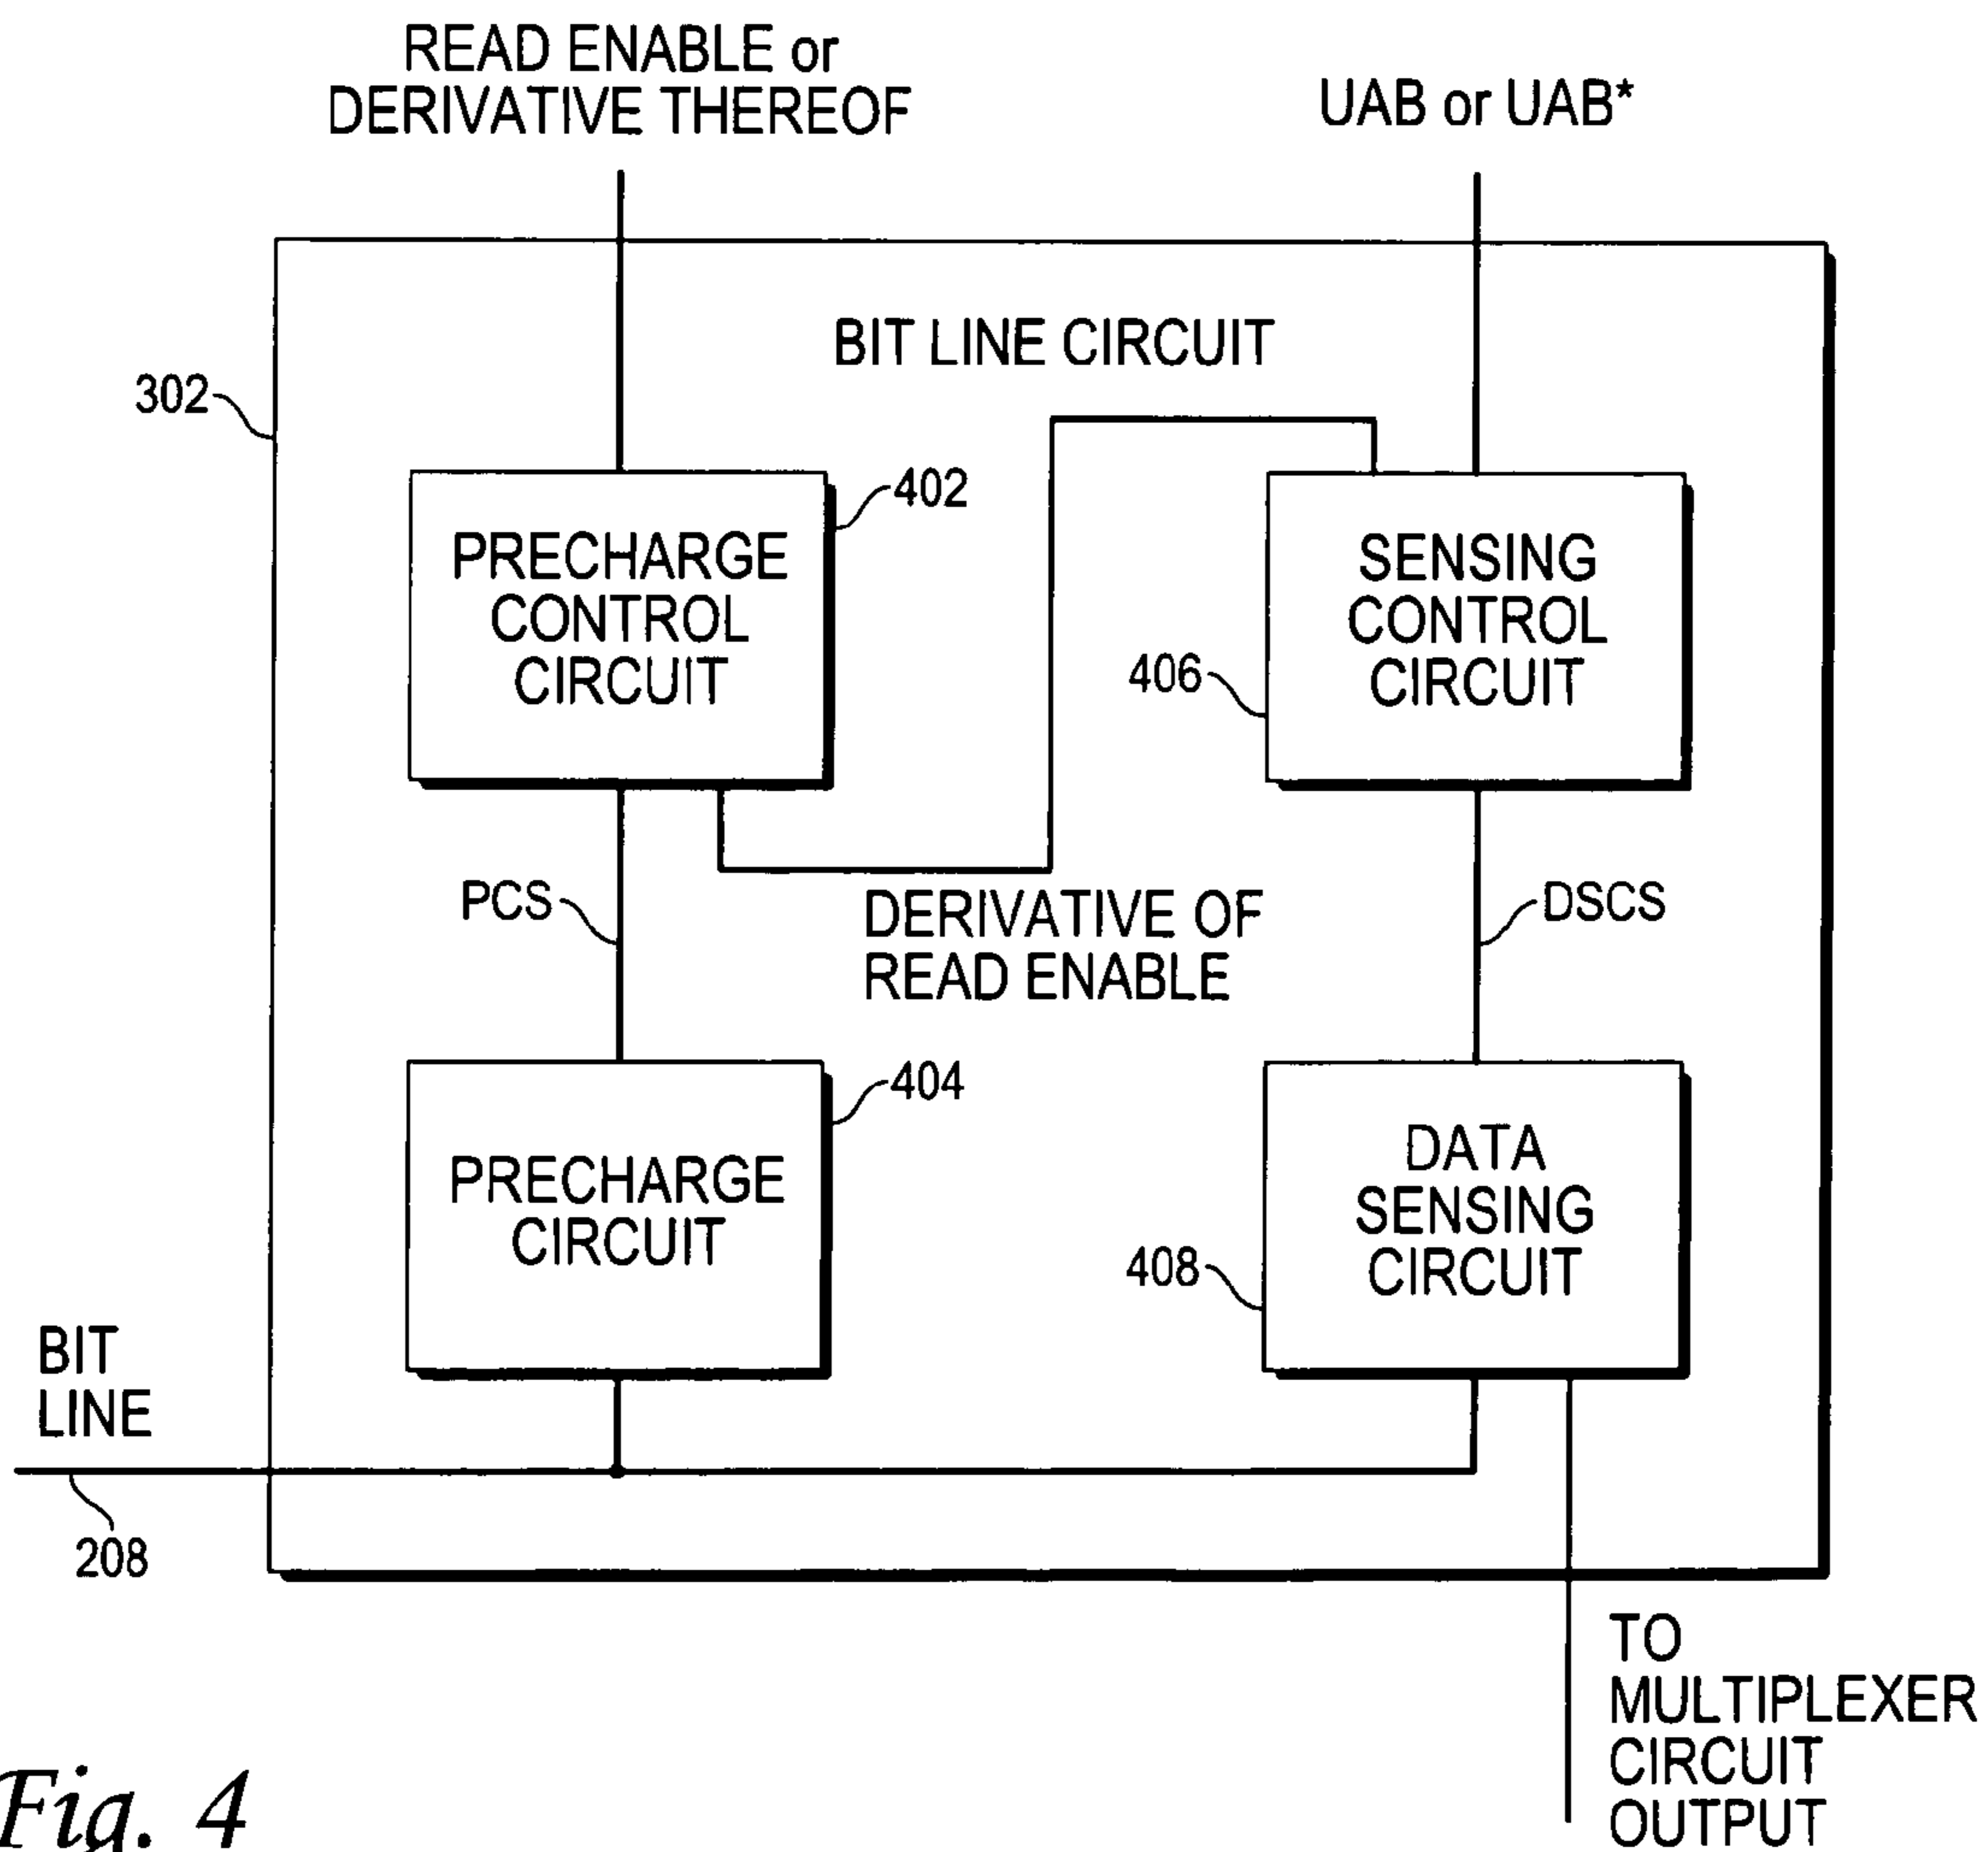 READ ENABLE or
DERIVATIVE THEREOF
UAB or UAB*
BIT LINE CIRCUIT
302
402
PRECHARGE
CONTROL
CIRCUIT
SENSING
CONTROL
CIRCUIT
406
PCS
DERIVATIVE OF
READ ENABLE
DSCS
404
PRECHARGE
CIRCUIT
DATA
SENSING
CIRCUIT
408
BIT
LINE
208
TO
MULTIPLEXER
CIRCUIT
OUTPUT
Fig. 4